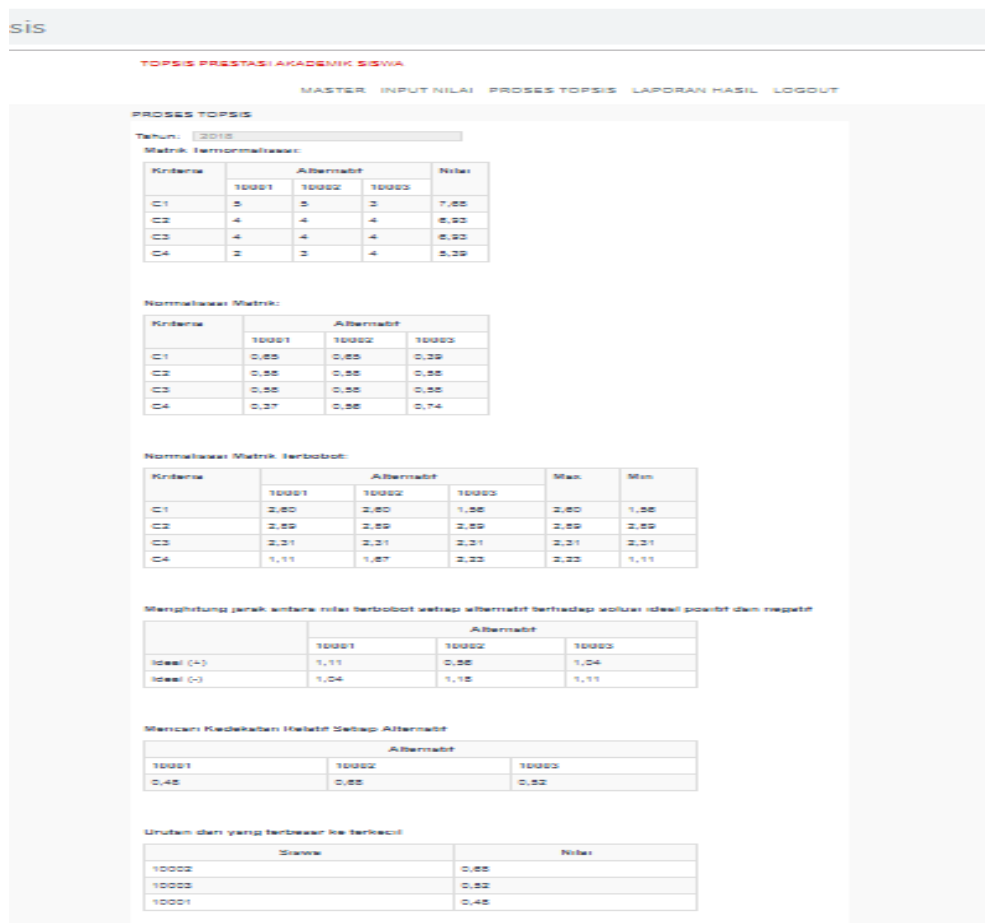 sis
TOPSIS PRESTASI AKADEMIK SISWA
MASTER INPUT NILAI PROSES TOPSIS LAPORAN HASIL LOGOUT
PROSES TOPSIS
Tahun: 2018
Matrik Ternormalisasi:
Kriteria Alternatif Nilai
10001 10002 10003
C1 5 5 3 7,68
C2 4 4 4 6,93
C3 4 4 4 6,93
C4 2 3 4 5,39
Normalisasi Matrik:
Kriteria Alternatif
10001 10002 10003
C1 0,65 0,65 0,39
C2 0,58 0,58 0,58
C3 0,58 0,58 0,58
C4 0,37 0,56 0,74
Normalisasi Matrik Terbobot:
Kriteria Alternatif Max Min
10001 10002 10003
C1 2,60 2,60 1,56 2,60 1,56
C2 2,89 2,89 2,89 2,89 2,89
C3 2,31 2,31 2,31 2,31 2,31
C4 1,11 1,67 2,23 2,23 1,11
Menghitung jarak antara nilai terbobot setiap alternatif terhadap solusi ideal positif dan negatif
Alternatif
10001 10002 10003
Ideal (+) 1,11 0,56 1,04
Ideal (-) 1,04 1,18 1,11
Mencari Kedekatan Relatif Setiap Alternatif
Alternatif
10001 10002 10003
0,48 0,68 0,52
Urutan dari yang terbesar ke terkecil
Siswa Nilai
10002 0,68
10003 0,52
10001 0,48